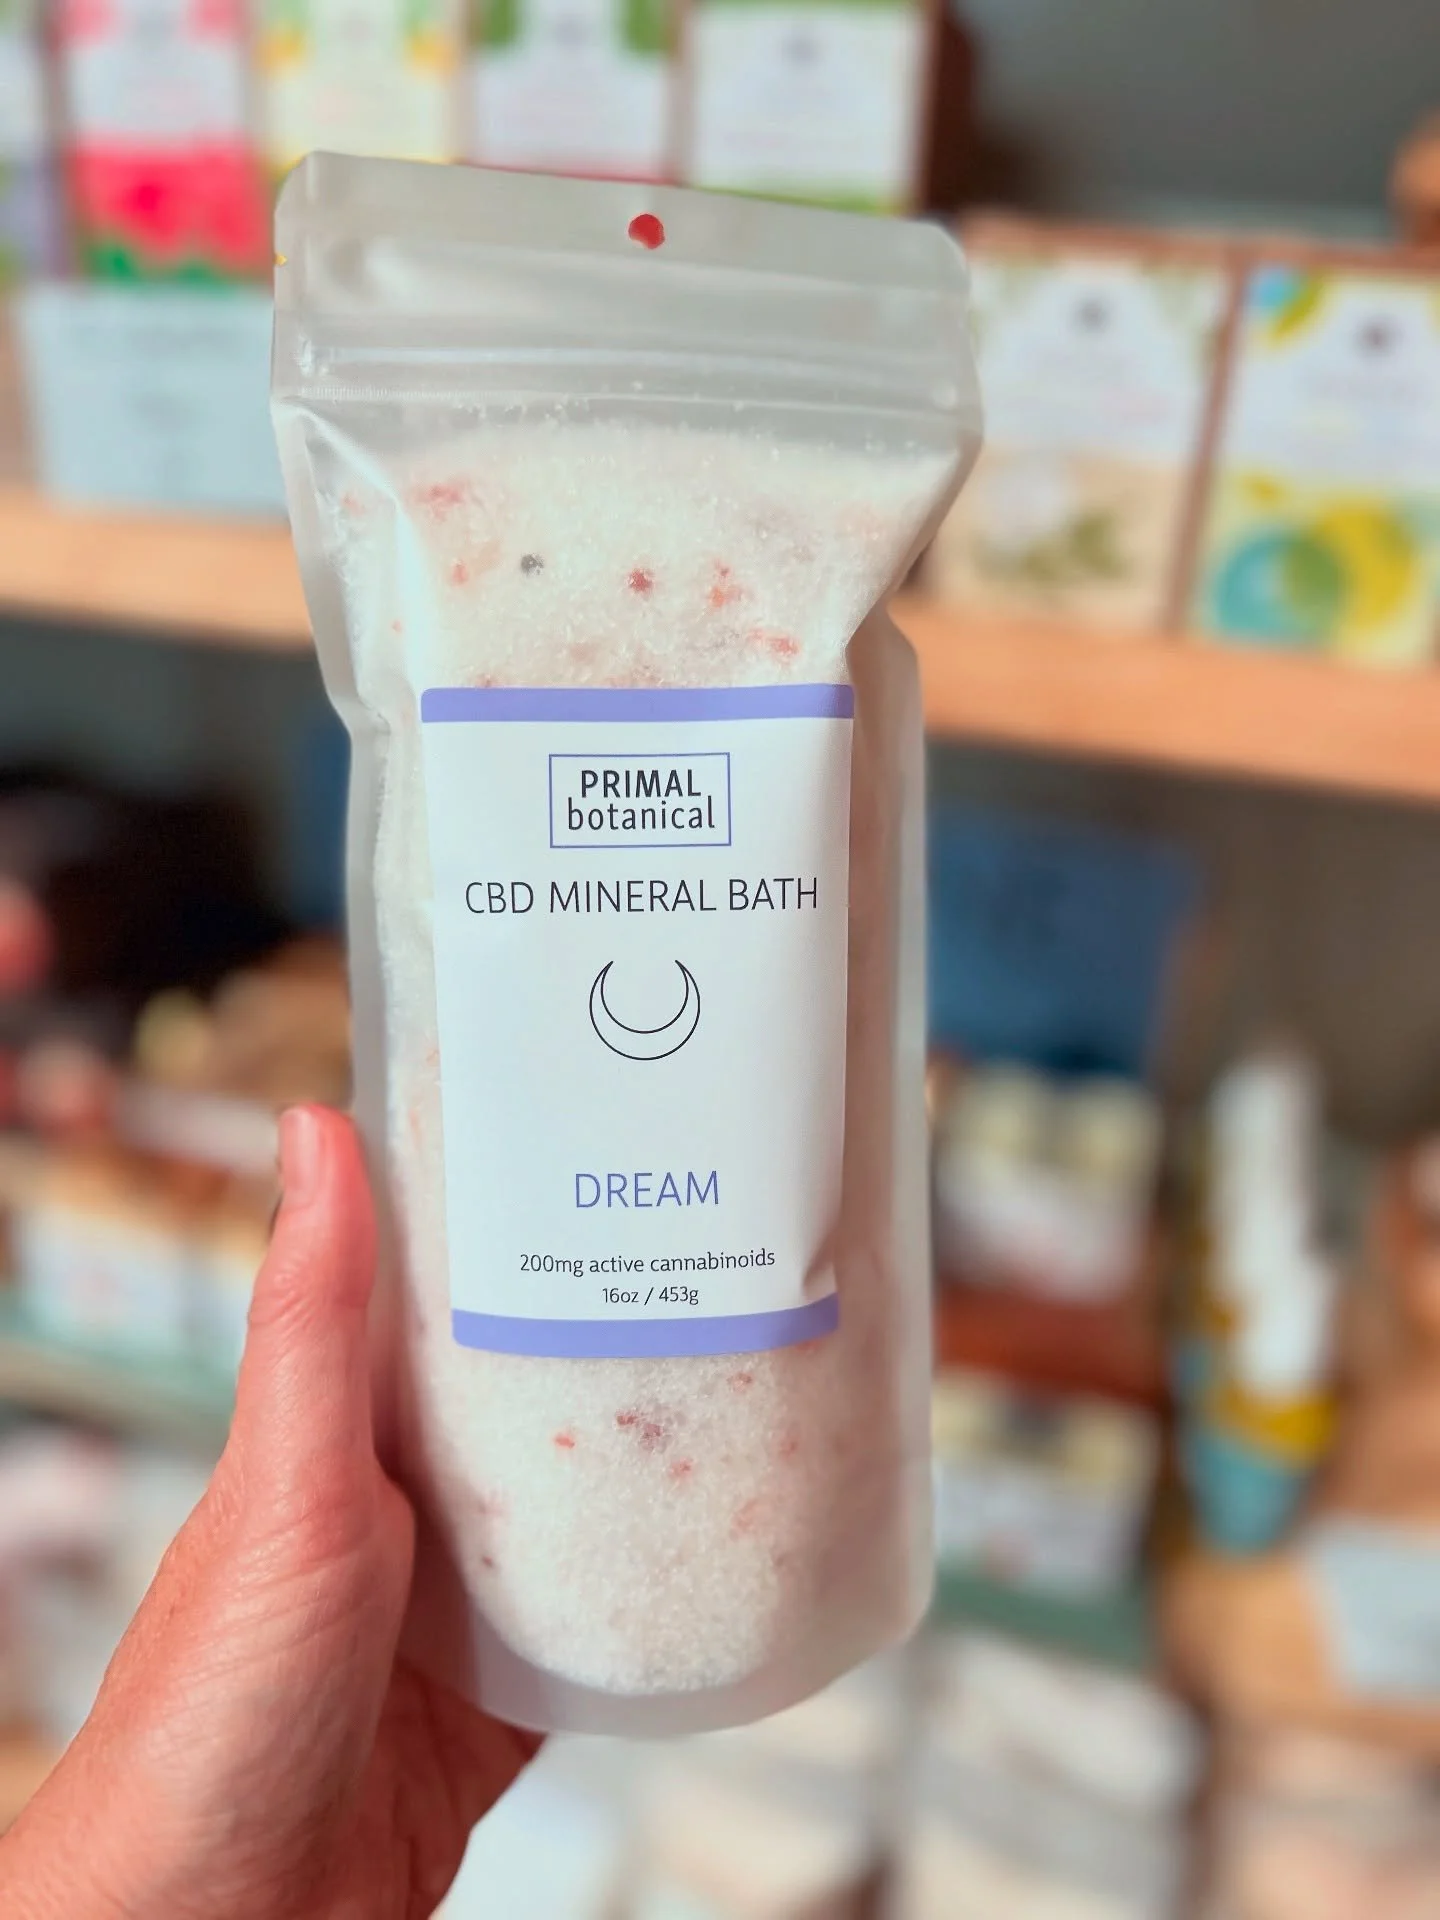 PRIMAL
botanical
CBD MINERAL BATH
DREAM
200mg active cannabinoids
16oz / 453g